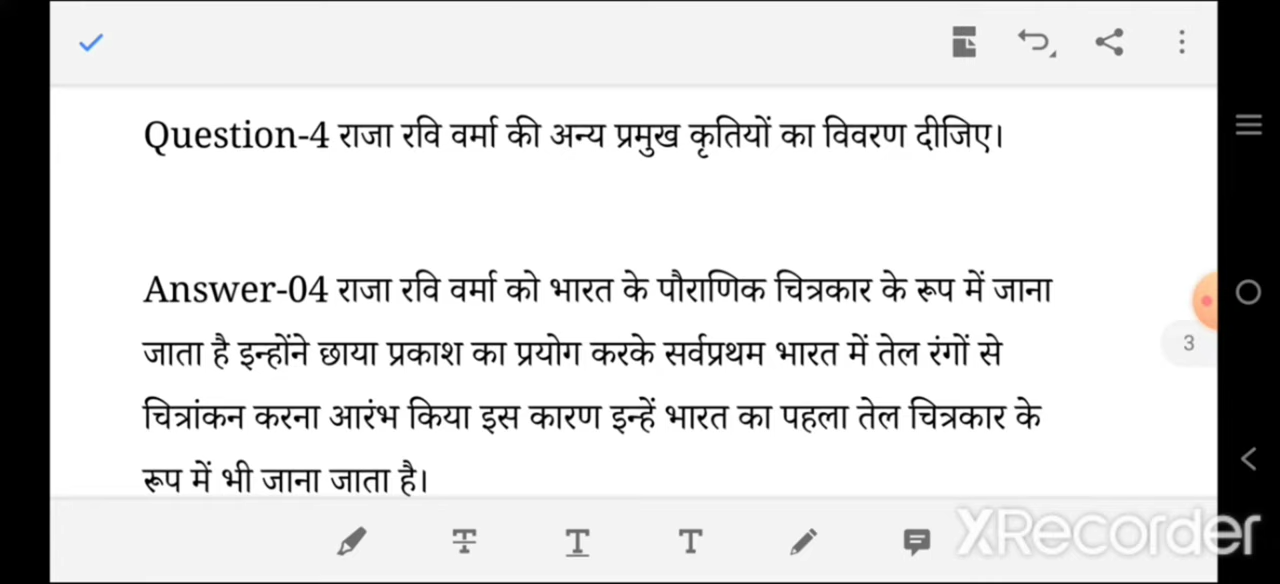 Question-4 राजा रवि वर्मा की अन्य प्रमुख कृतियों का विवरण दीजिए।
Answer-04 राजा रवि वर्मा को भारत के पौराणिक चित्रकार के रूप में जाना
जाता है इन्होंने छाया प्रकाश का प्रयोग करके सर्वप्रथम भारत में तेल रंगों से
चित्रांकन करना आरंभ किया इस कारण इन्हें भारत का पहला तेल चित्रकार के
रूप में भी जाना जाता है।
3
T T T
XRecorder